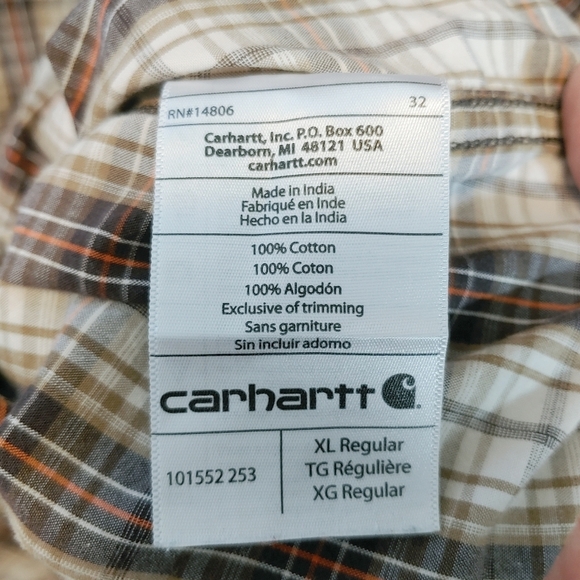 RN#14806 32
Carhartt, Inc. P.O. Box 600
Dearborn, MI 48121 USA
carhartt.com
Made in India
Fabriqué en Inde
Hecho en la India
100% Cotton
100% Coton
100% Algodón
Exclusive of trimming
Sans garniture
Sin incluir adorno
carhartt
101552 253
XL Regular
TG Régulière
XG Regular